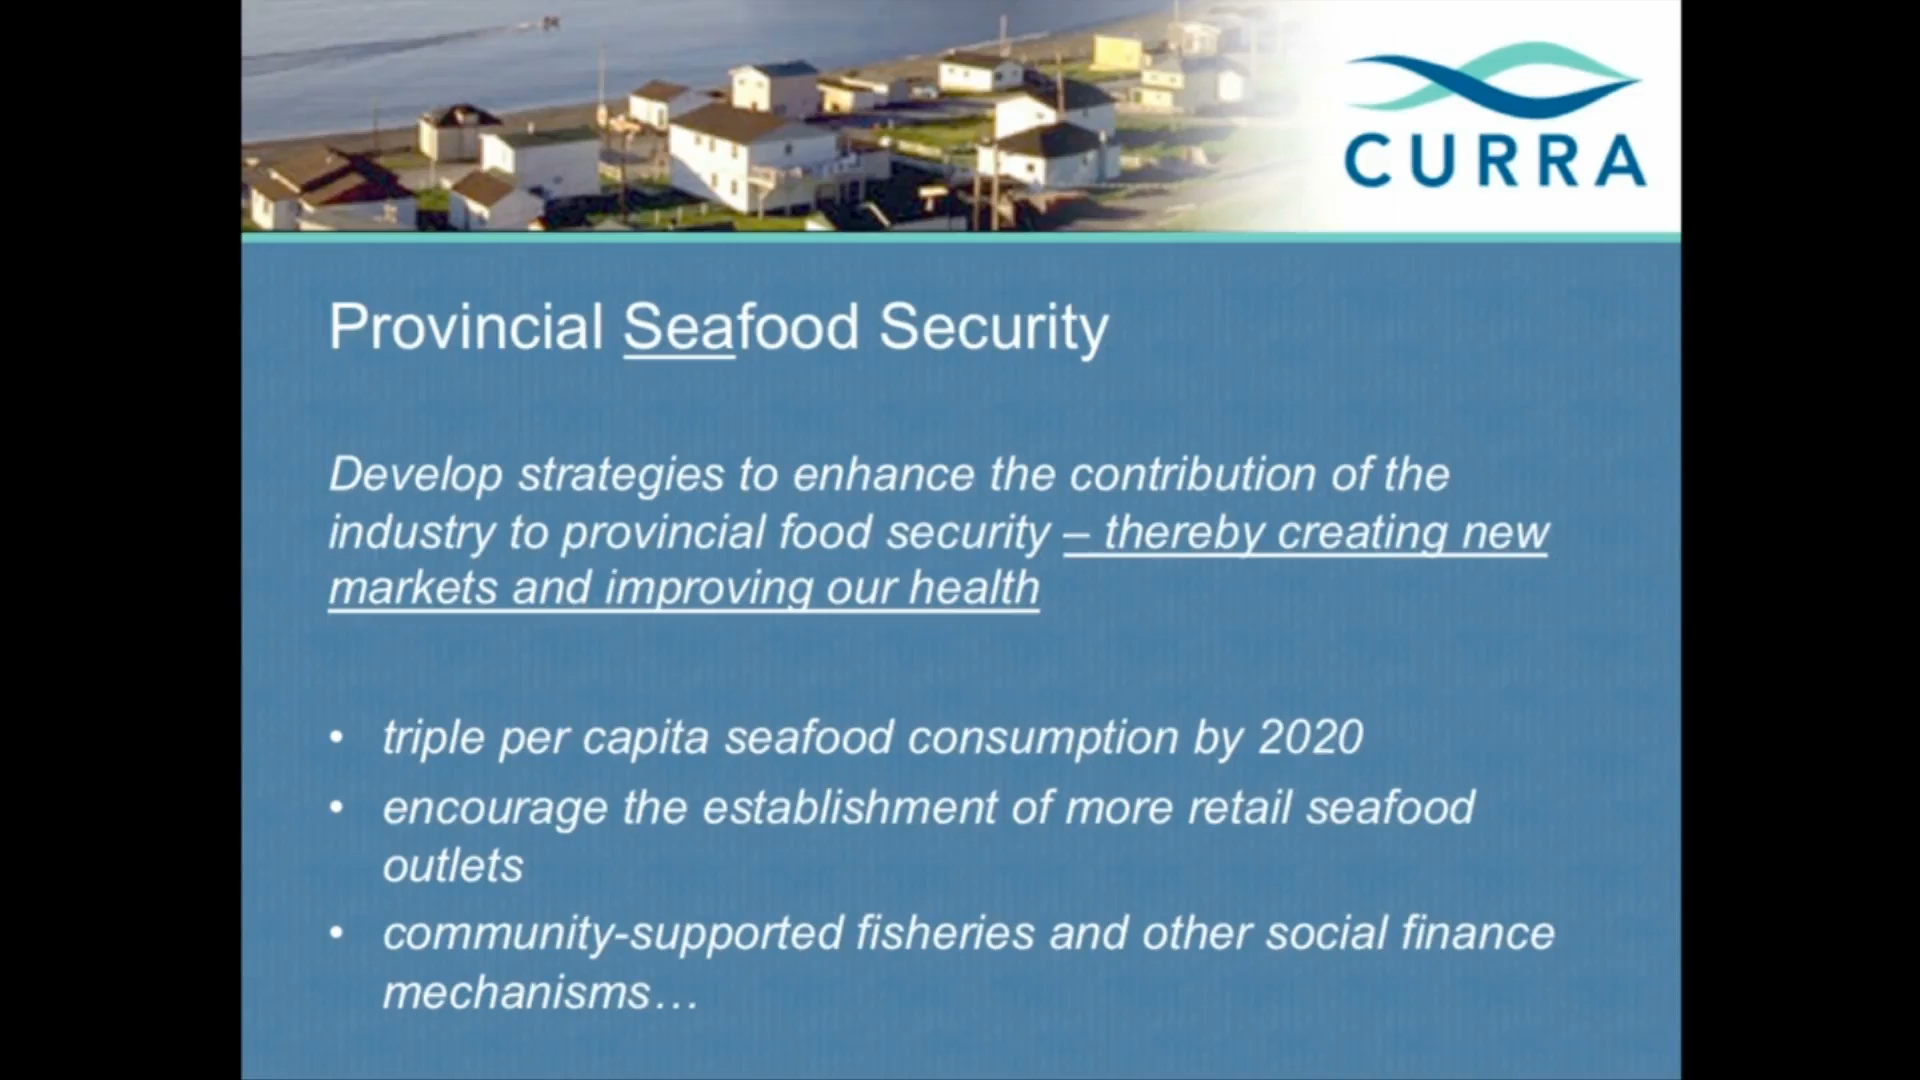 CURRA
Provincial Seafood Security
Develop strategies to enhance the contribution of the
industry to provincial food security – thereby creating new
markets and improving our health
• triple per capita seafood consumption by 2020
• encourage the establishment of more retail seafood
outlets
• community-supported fisheries and other social finance
mechanisms…